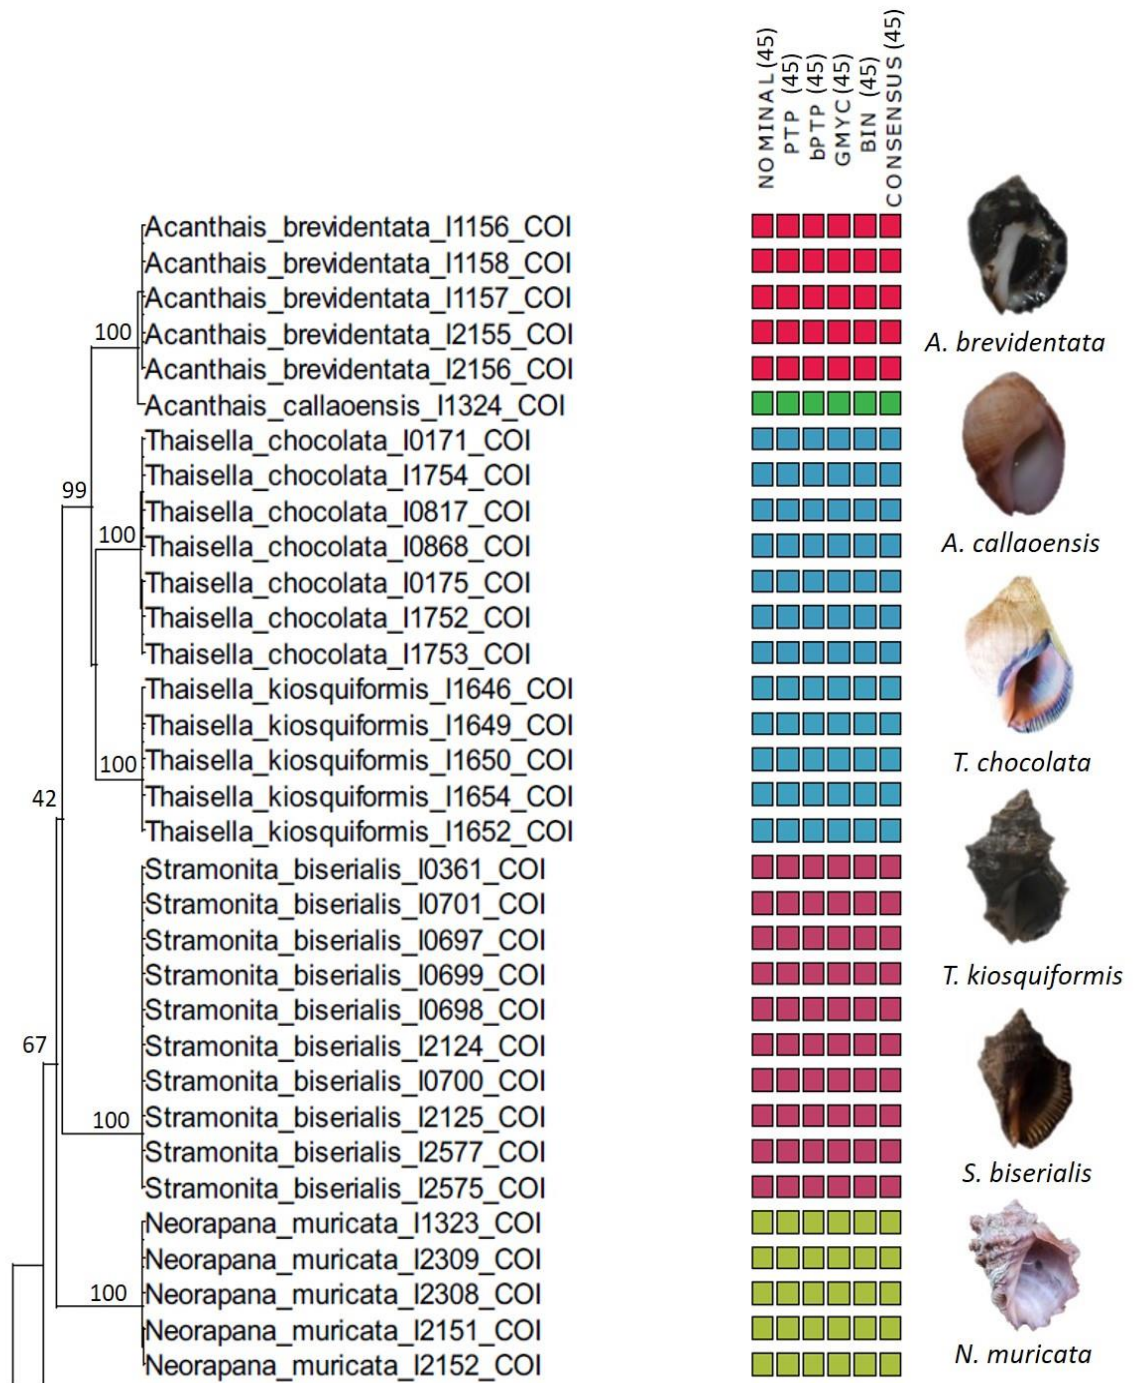 NOMINAL (45)
PTP (45)
bPTP (45)
GMYC (45)
BIN (45)
CONSENSUS (45)
Acanthais_brevidentata_I1156_COI
Acanthais_brevidentata_I1158_COI
Acanthais_brevidentata_I1157_COI
100
Acanthais_brevidentata_I2155_COI
A. brevidentata
Acanthais_brevidentata_I2156_COI
Acanthais_callaoensis_I1324_COI
Thaisella_chocolata_I0171_COI
Thaisella_chocolata_I1754_COI
99
Thaisella_chocolata_I0817_COI
100
Thaisella_chocolata_I0868_COI
A. callaoensis
Thaisella_chocolata_I0175_COI
Thaisella_chocolata_I1752_COI
Thaisella_chocolata_I1753_COI
Thaisella_kiosquiformis_I1646_COI
Thaisella_kiosquiformis_I1649_COI
Thaisella_kiosquiformis_I1650_COI
T. chocolata
100
Thaisella_kiosquiformis_I1654_COI
42
Thaisella_kiosquiformis_I1652_COI
Stramonita_biserialis_I0361_COI
Stramonita_biserialis_I0701_COI
Stramonita_biserialis_I0697_COI
Stramonita_biserialis_I0699_COI
T. kiosquiformis
Stramonita_biserialis_I0698_COI
67
Stramonita_biserialis_I2124_COI
Stramonita_biserialis_I0700_COI
100
Stramonita_biserialis_I2125_COI
Stramonita_biserialis_I2577_COI
S. biserialis
Stramonita_biserialis_I2575_COI
Neorapana_muricata_I1323_COI
Neorapana_muricata_I2309_COI
100
Neorapana_muricata_I2308_COI
Neorapana_muricata_I2151_COI
N. muricata
Neorapana_muricata_I2152_COI